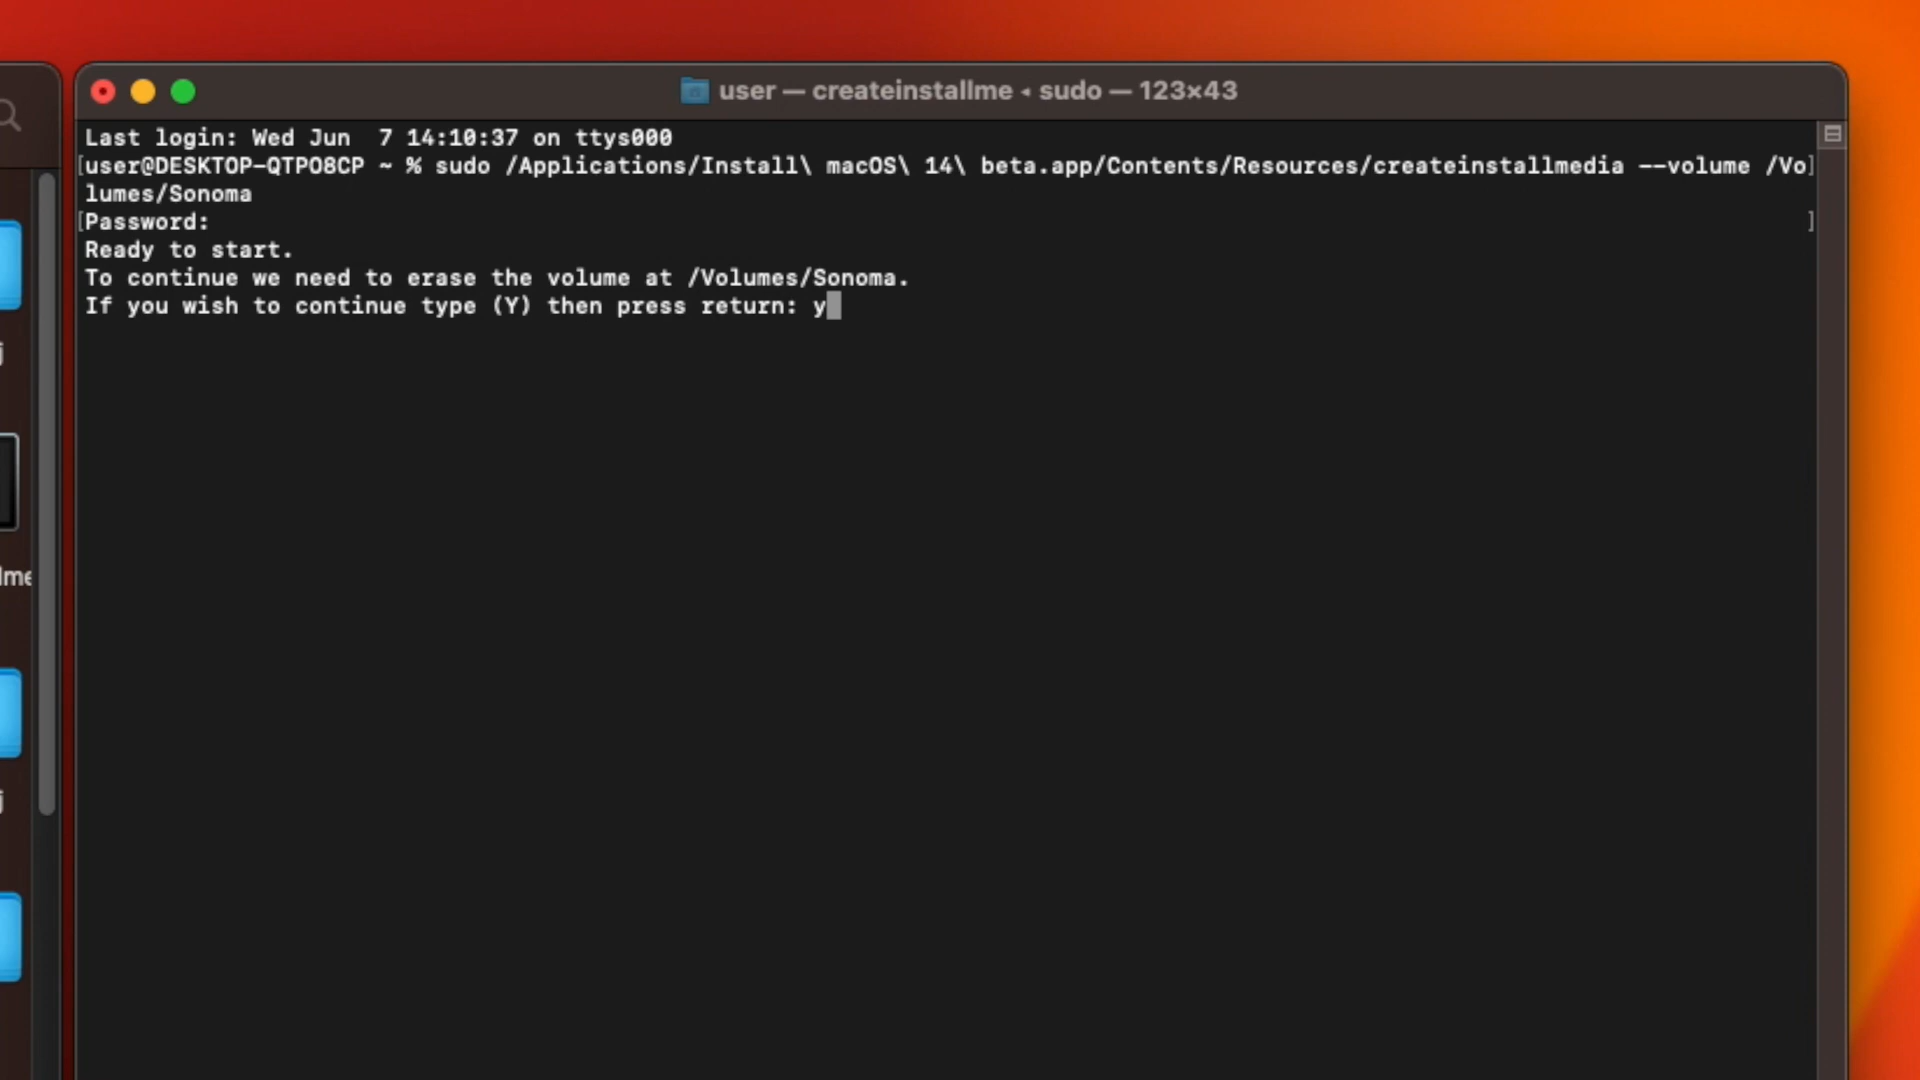 user — createinstallme ◂ sudo — 123×43
Last login: Wed Jun  7 14:10:37 on ttys000
[user@DESKTOP-QTPO8CP ~ % sudo /Applications/Install\ macOS\ 14\ beta.app/Contents/Resources/createinstallmedia --volume /Vo]
lumes/Sonoma
[Password:]
Ready to start.
To continue we need to erase the volume at /Volumes/Sonoma.
If you wish to continue type (Y) then press return: y
lme